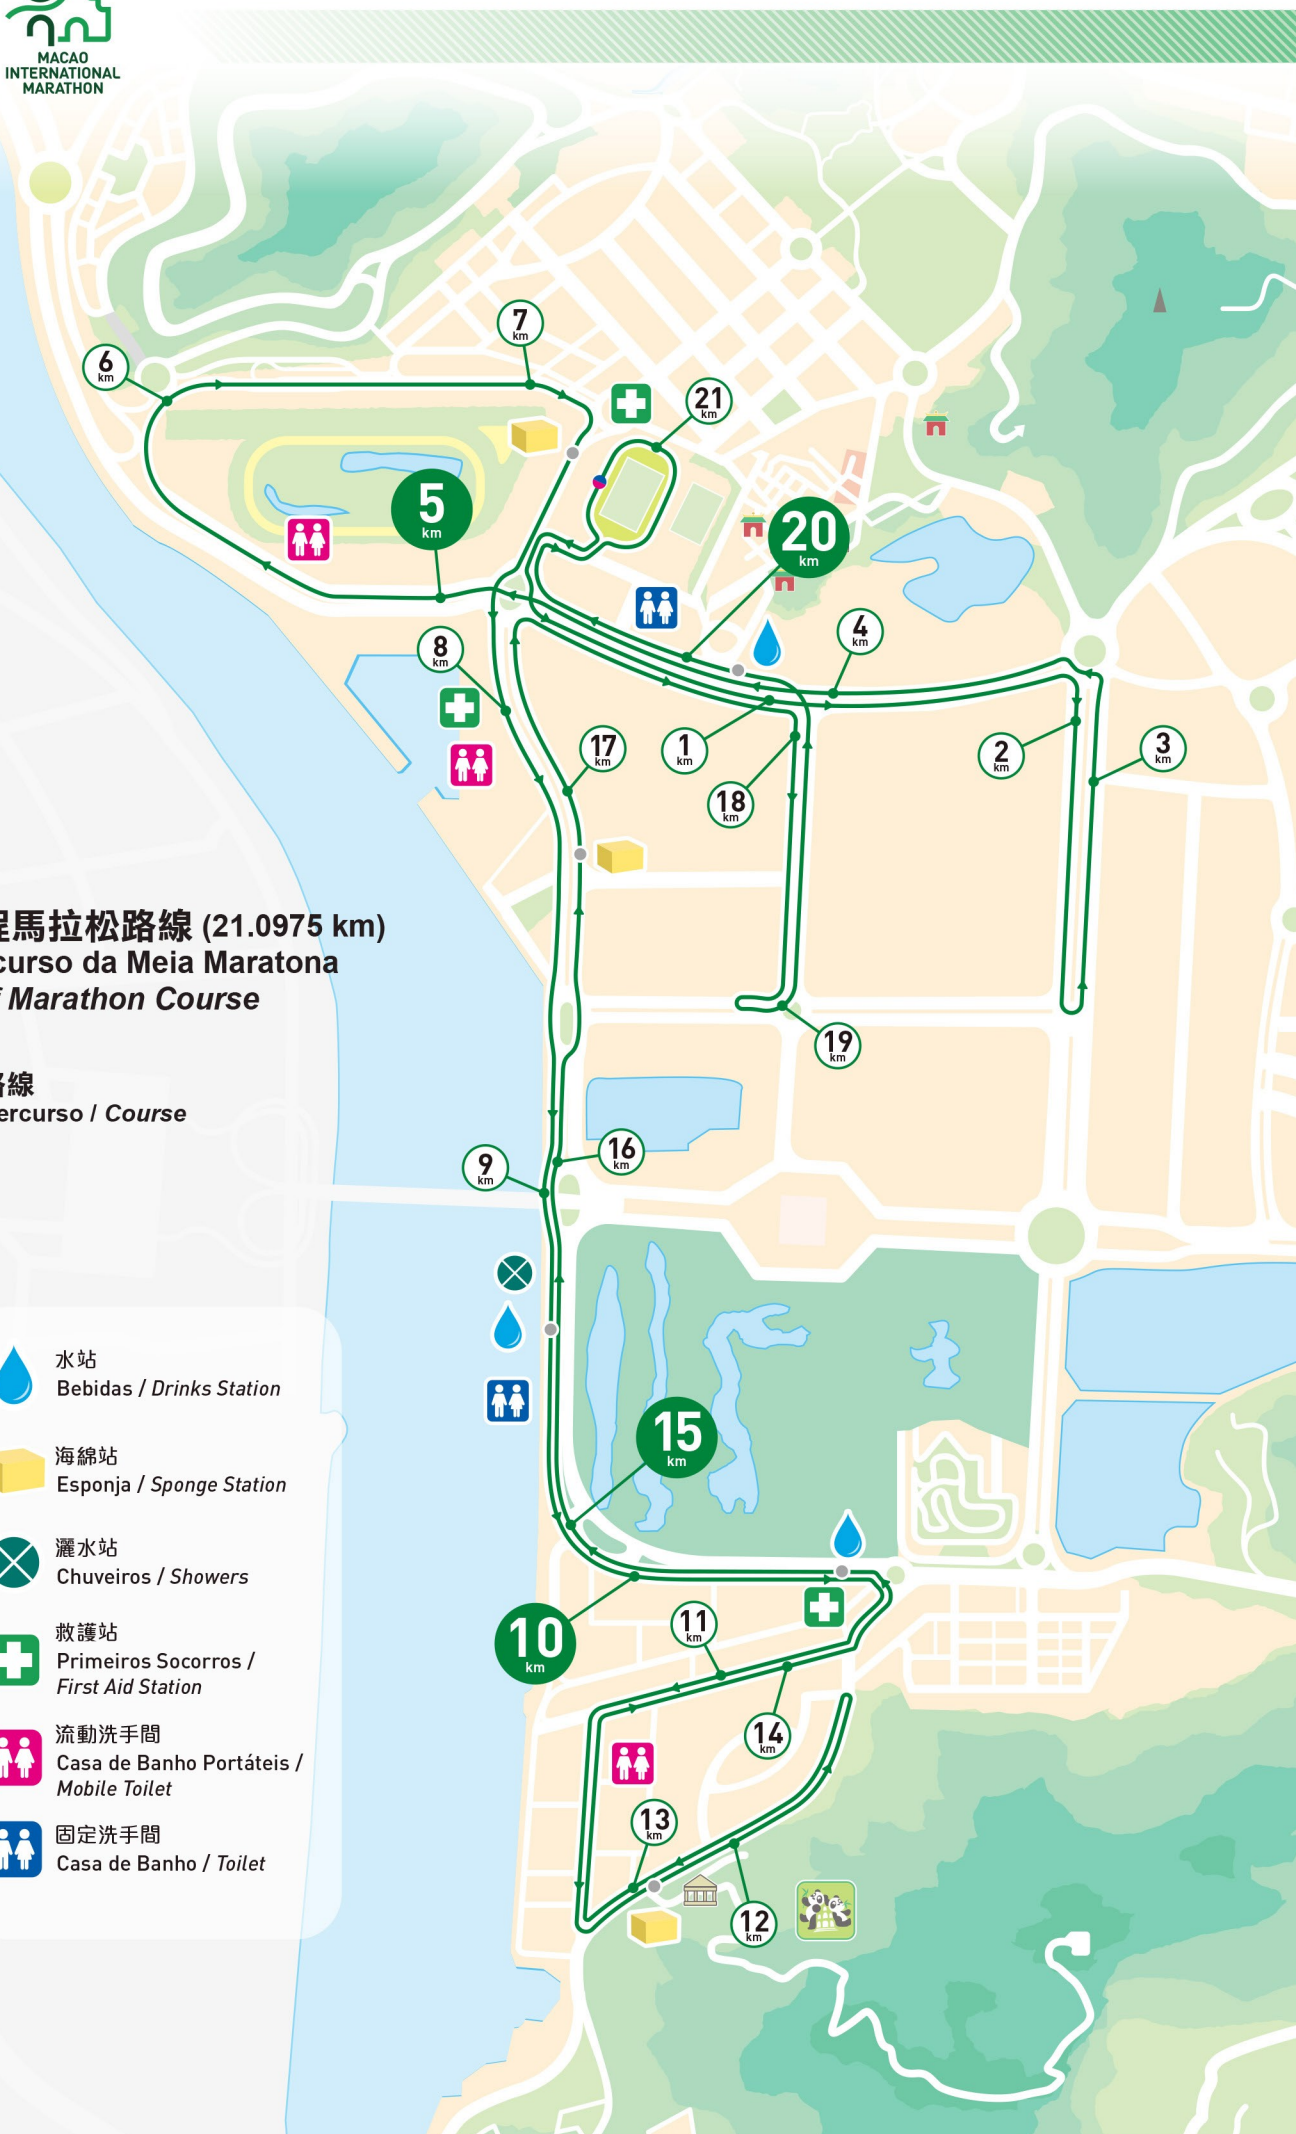 MACAO
INTERNATIONAL
MARATHON
7
km
6
km
21
km
5
km
20
km
4
km
8
km
17
km
1
km
2
km
3
km
18
km
程馬拉松路線 (21.0975 km)
curso da Meia Maratona
f Marathon Course
19
km
路線
ercurso / Course
16
km
9
km
水站
Bebidas / Drinks Station
15
km
海綿站
Esponja / Sponge Station
灑水站
Chuveiros / Showers
10
km
11
km
救護站
Primeiros Socorros /
First Aid Station
14
km
流動洗手間
Casa de Banho Portáteis /
Mobile Toilet
13
km
固定洗手間
Casa de Banho / Toilet
12
km